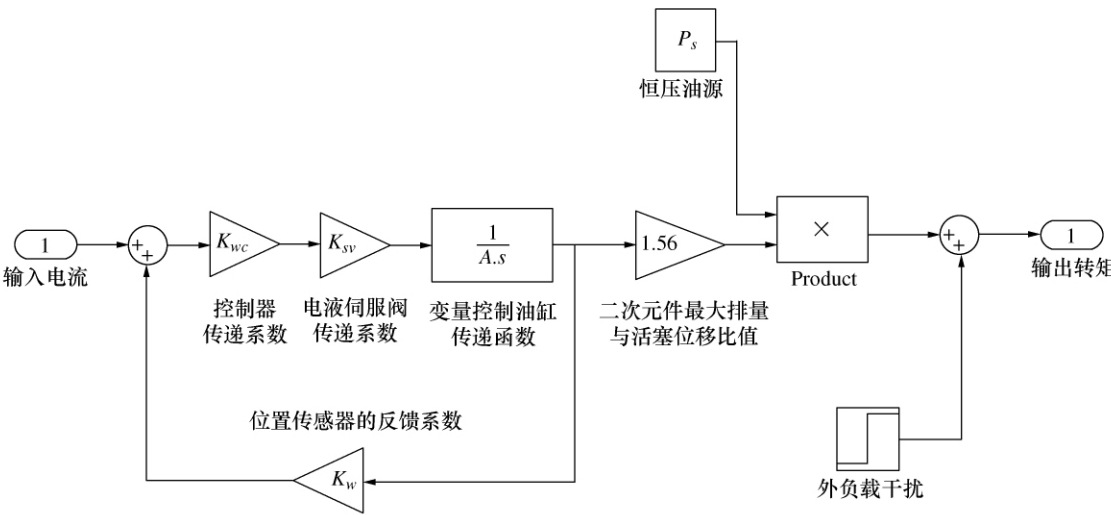 P_s
恒压油源
1
输入电流
+
+
K_wc
控制器
传递系数
K_sv
电液伺服阀
传递系数
1
A.s
变量控制油缸
传递函数
1.56
二次元件最大排量
与活塞位移比值
×
Product
+
+
1
输出转矩
位置传感器的反馈系数
K_w
外负载干扰